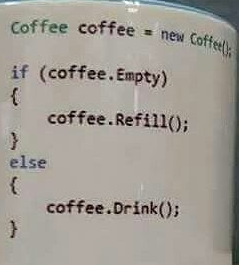 Coffee coffee = new Coffee();
if (coffee.Empty)
{
coffee.Refill();
}
else
{
coffee.Drink();
}